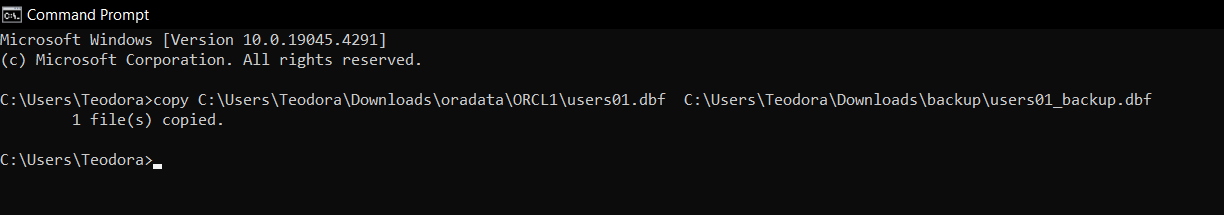 Command Prompt
Microsoft Windows [Version 10.0.19045.4291]
(c) Microsoft Corporation. All rights reserved.
C:\Users\Teodora>copy C:\Users\Teodora\Downloads\oradata\ORCL1\users01.dbf  C:\Users\Teodora\Downloads\backup\users01_backup.dbf
        1 file(s) copied.
C:\Users\Teodora>